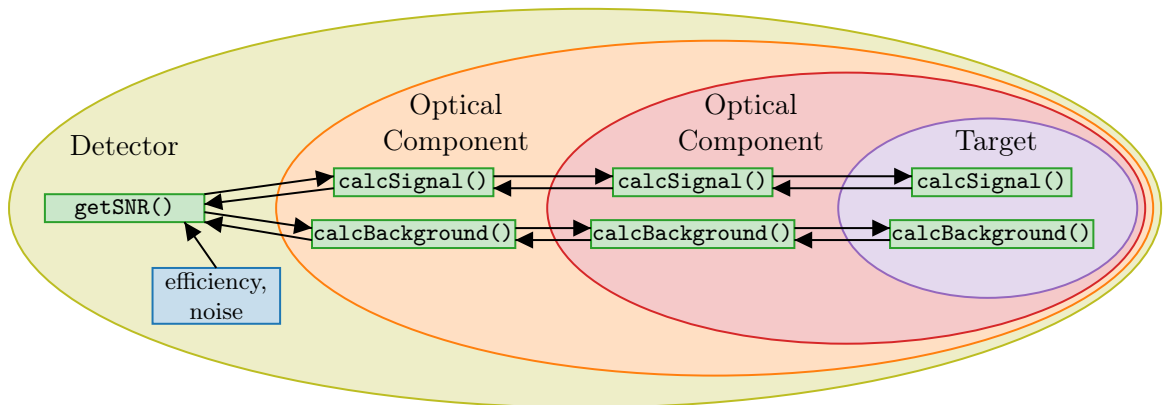 Detector
getSNR()
efficiency,
noise
Optical
Component
calcSignal()
calcBackground()
Optical
Component
calcSignal()
calcBackground()
Target
calcSignal()
calcBackground()